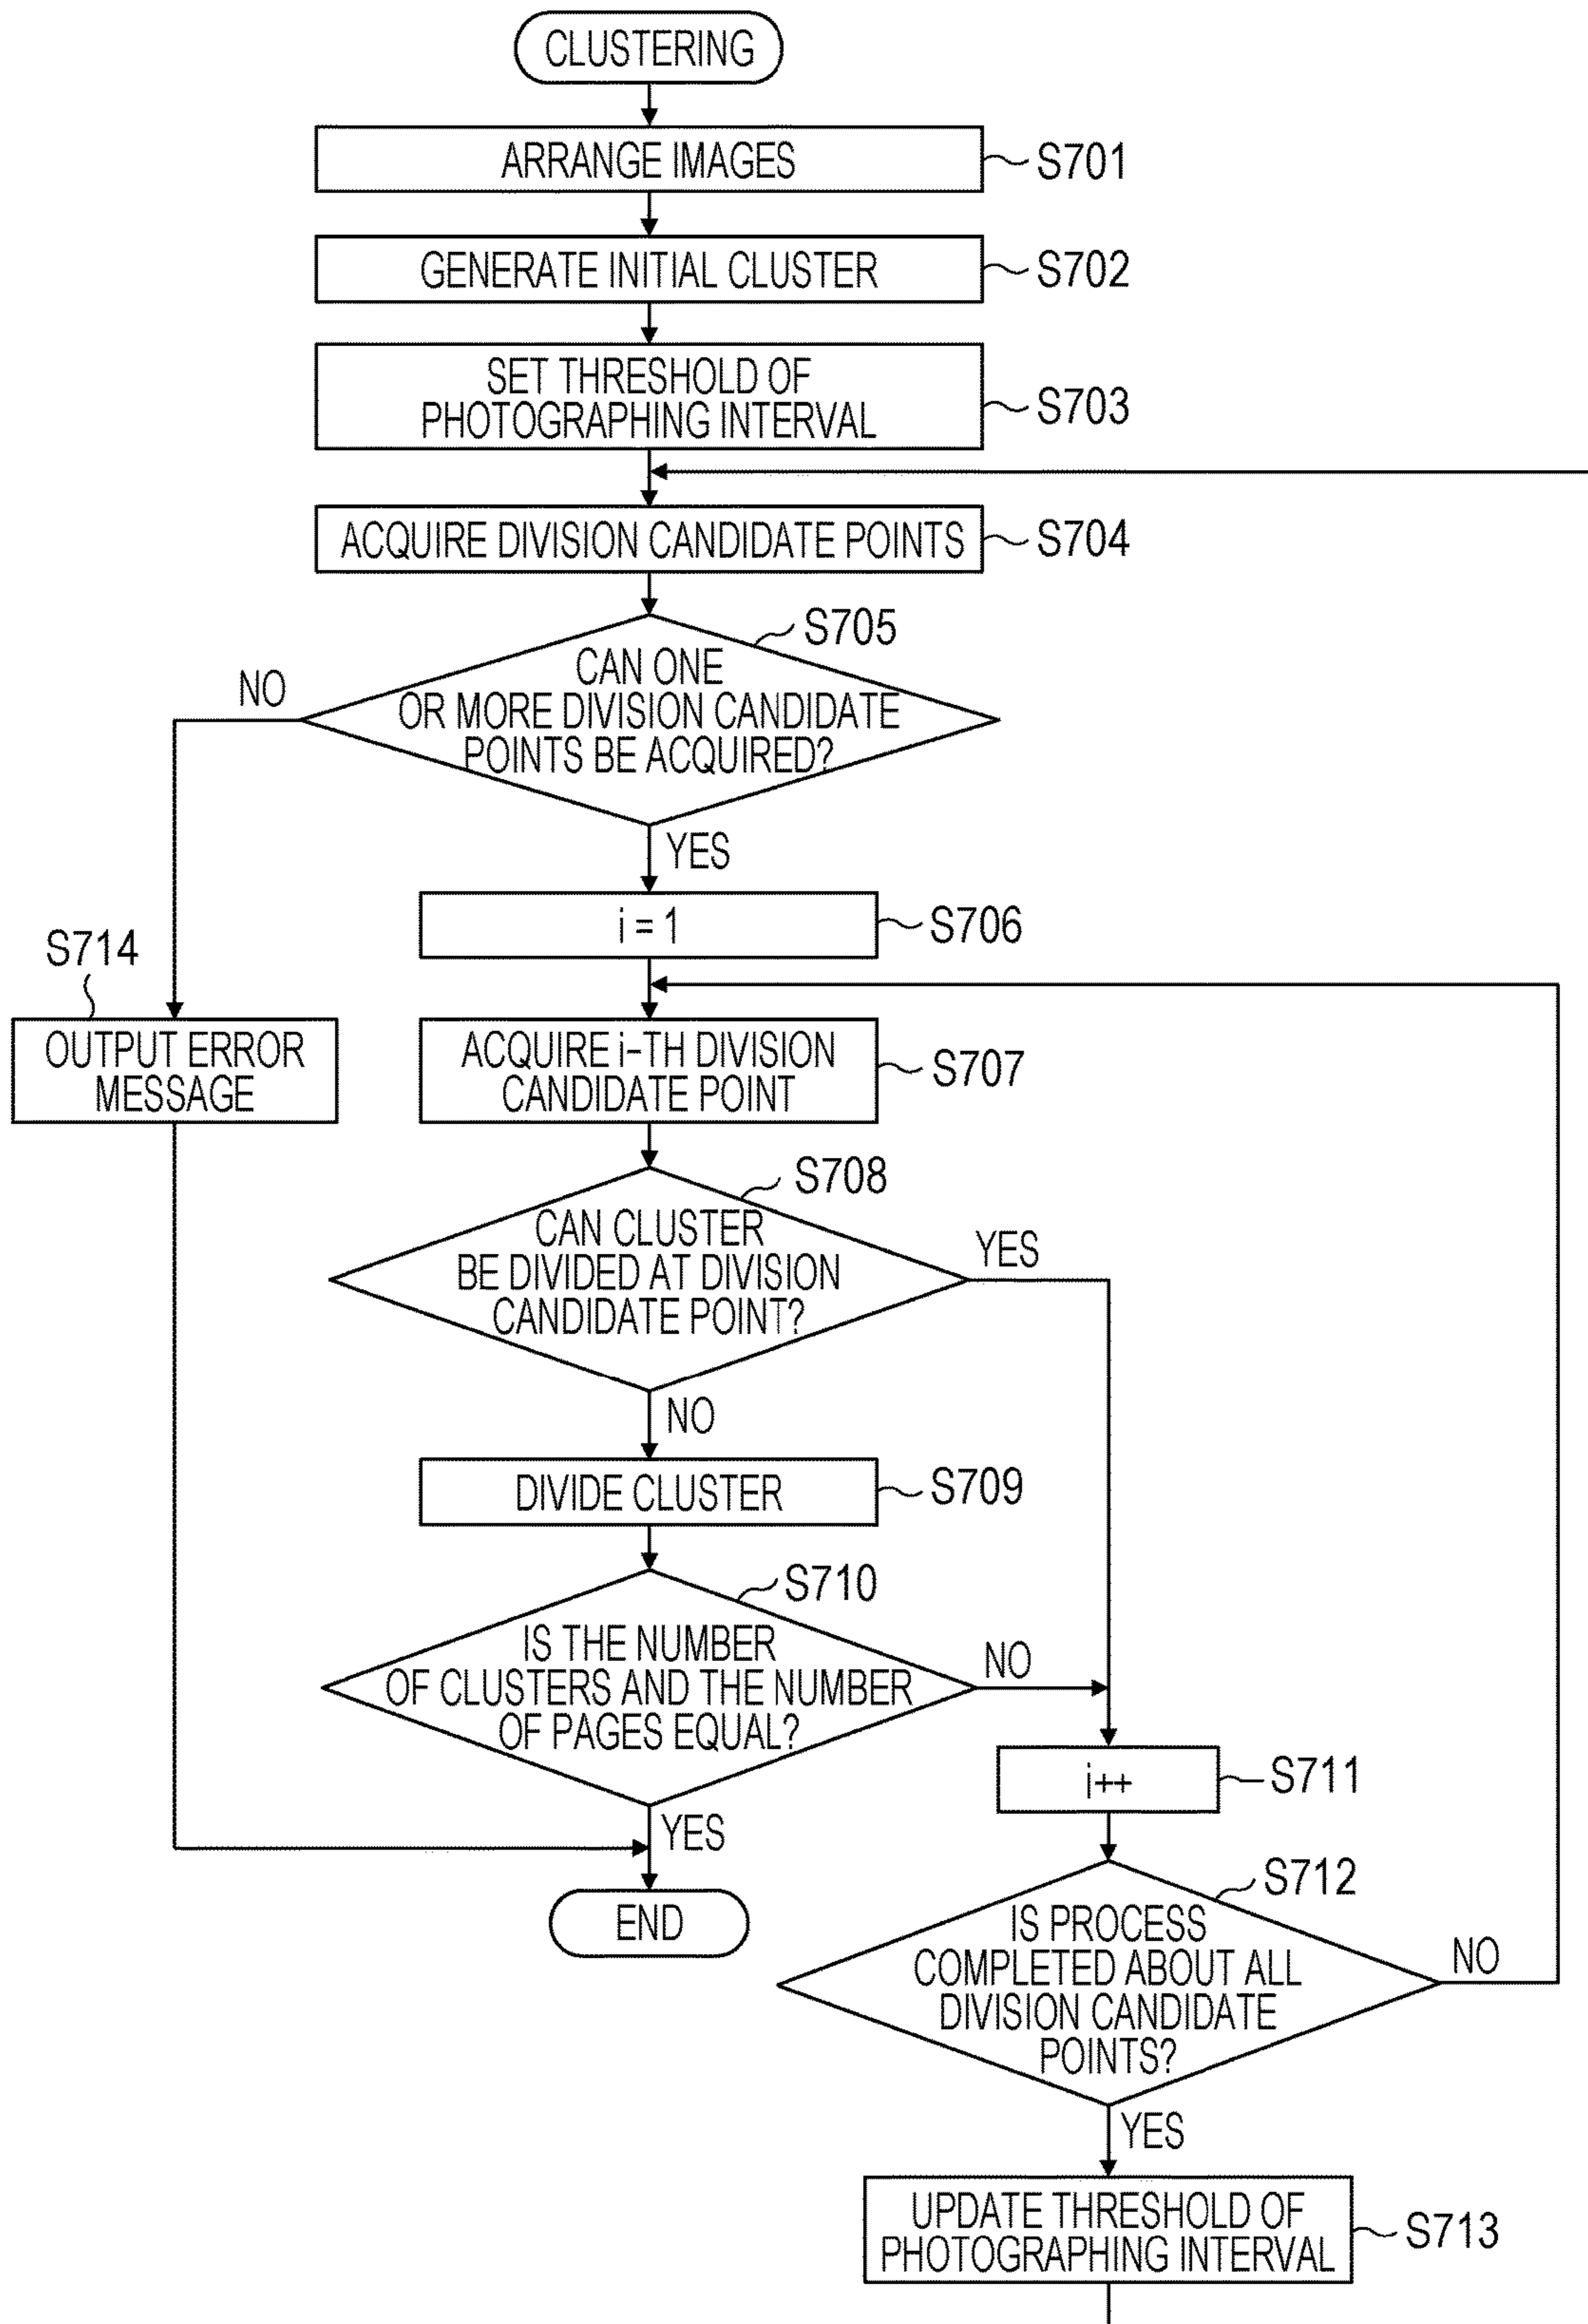 CLUSTERING
ARRANGE IMAGES
S701
GENERATE INITIAL CLUSTER
S702
SET THRESHOLD OF
PHOTOGRAPHING INTERVAL
S703
ACQUIRE DIVISION CANDIDATE POINTS
S704
S705
CAN ONE
OR MORE DIVISION CANDIDATE
POINTS BE ACQUIRED?
NO
YES
i = 1
S706
S714
OUTPUT ERROR
MESSAGE
ACQUIRE i-TH DIVISION
CANDIDATE POINT
S707
S708
CAN CLUSTER
BE DIVIDED AT DIVISION
CANDIDATE POINT?
YES
NO
DIVIDE CLUSTER
S709
S710
IS THE NUMBER
OF CLUSTERS AND THE NUMBER
OF PAGES EQUAL?
NO
YES
END
i++
S711
S712
IS PROCESS
COMPLETED ABOUT ALL
DIVISION CANDIDATE
POINTS?
NO
YES
UPDATE THRESHOLD OF
PHOTOGRAPHING INTERVAL
S713